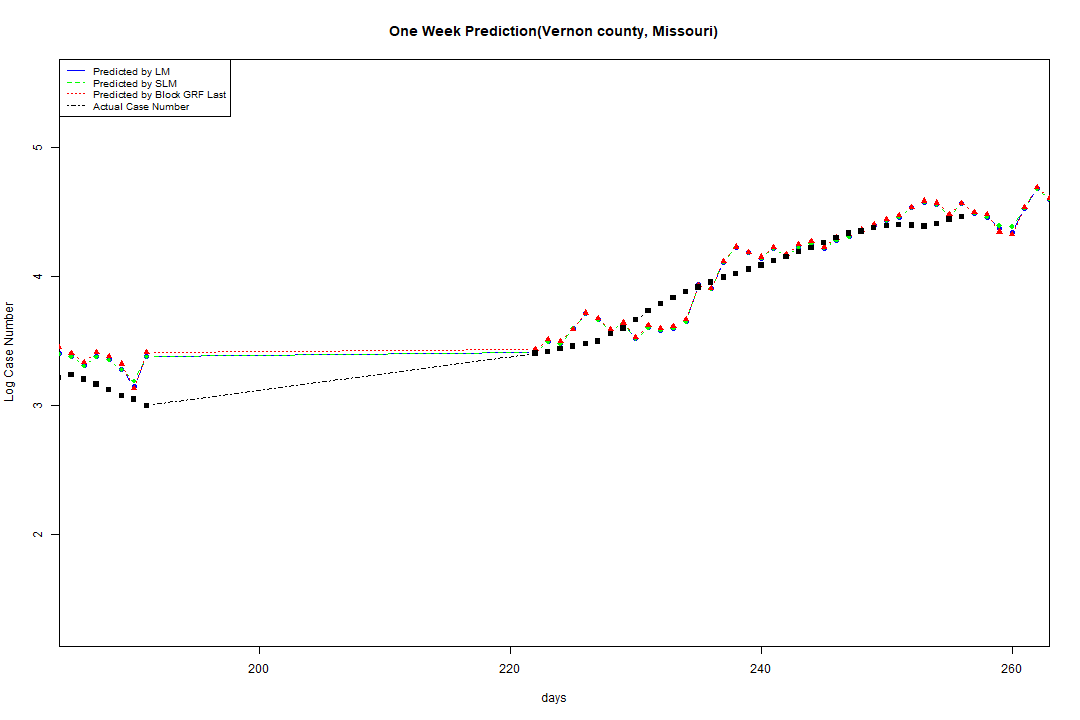 One Week Prediction(Vernon county, Missouri)
Predicted by LM
Predicted by SLM
Predicted by Block GRF Last
Actual Case Number
5
4
3
2
Log Case Number
200 220 240 260
days